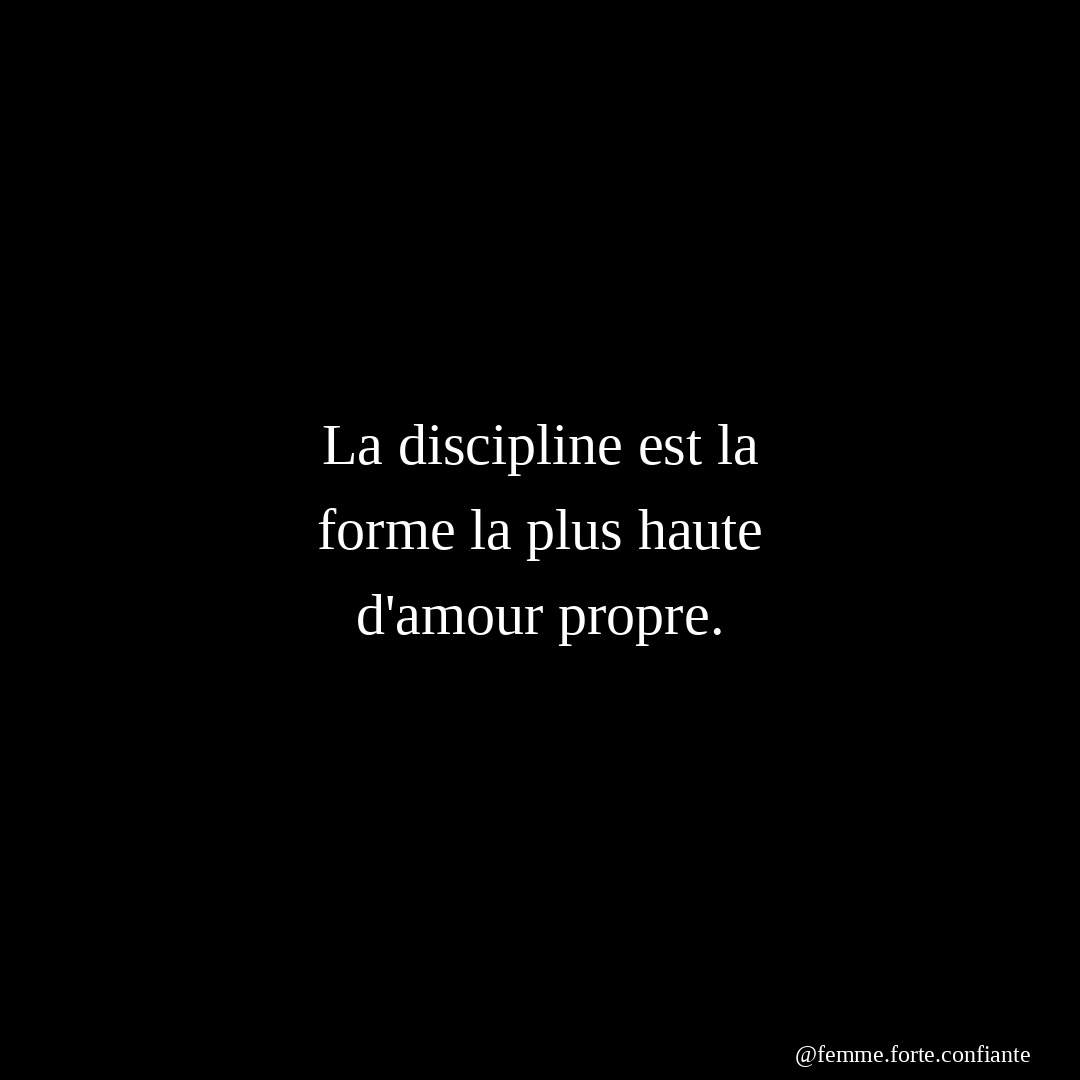 La discipline est la
forme la plus haute
d'amour propre.
@femme.forte.confiante